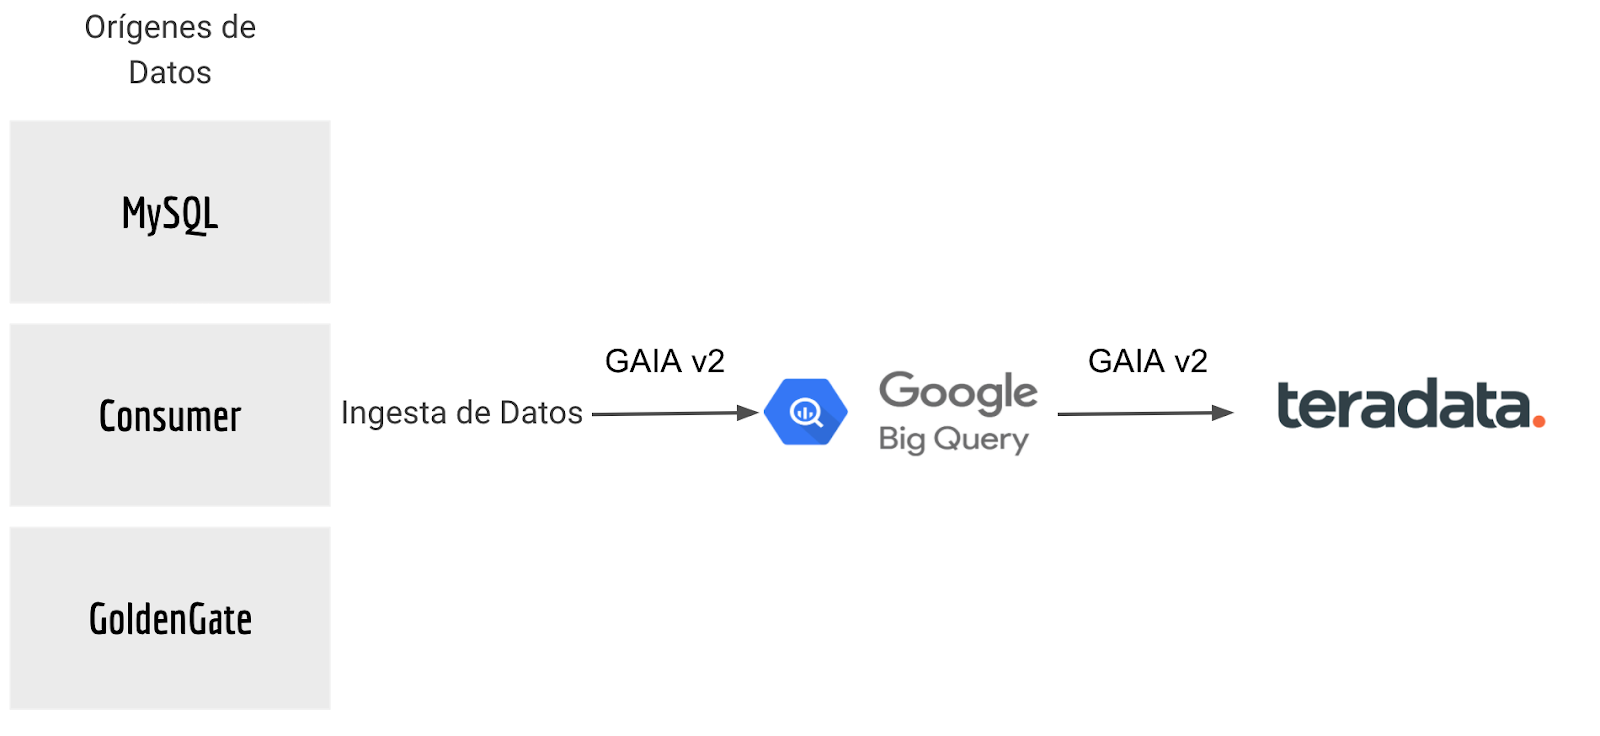 Orígenes de
Datos
MySQL
Consumer
GoldenGate
Ingesta de Datos
GAIA v2
Google
Big Query
GAIA v2
teradata.